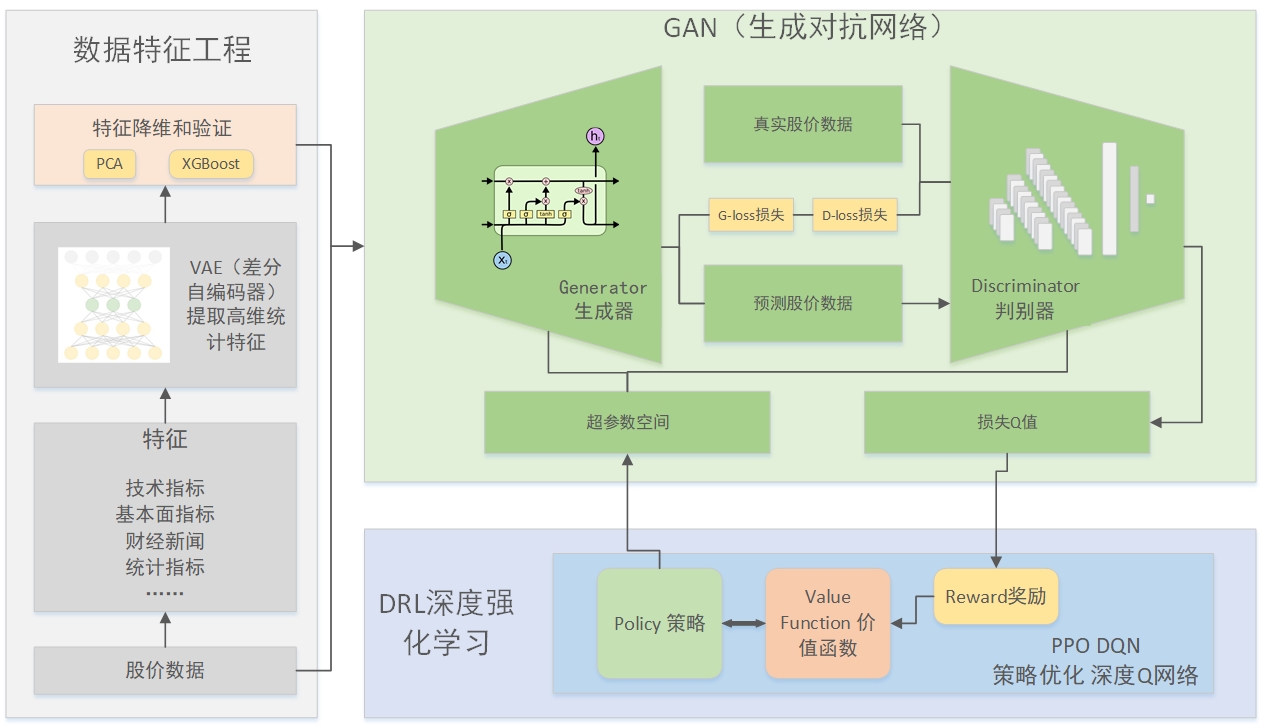 数据特征工程
特征降维和验证
PCA
XGBoost
VAE（差分
自编码器）
提取高维统
计特征
特征
技术指标
基本面指标
财经新闻
统计指标
……
股价数据
GAN（生成对抗网络）
hₜ
tanh
σ
σ
tanh
σ
xₜ
Generator
生成器
真实股价数据
G-loss损失
D-loss损失
预测股价数据
Discriminator
判别器
超参数空间
损失Q值
DRL深度强
化学习
Policy 策略
Value
Function 价
值函数
Reward奖励
PPO DQN
策略优化 深度Q网络